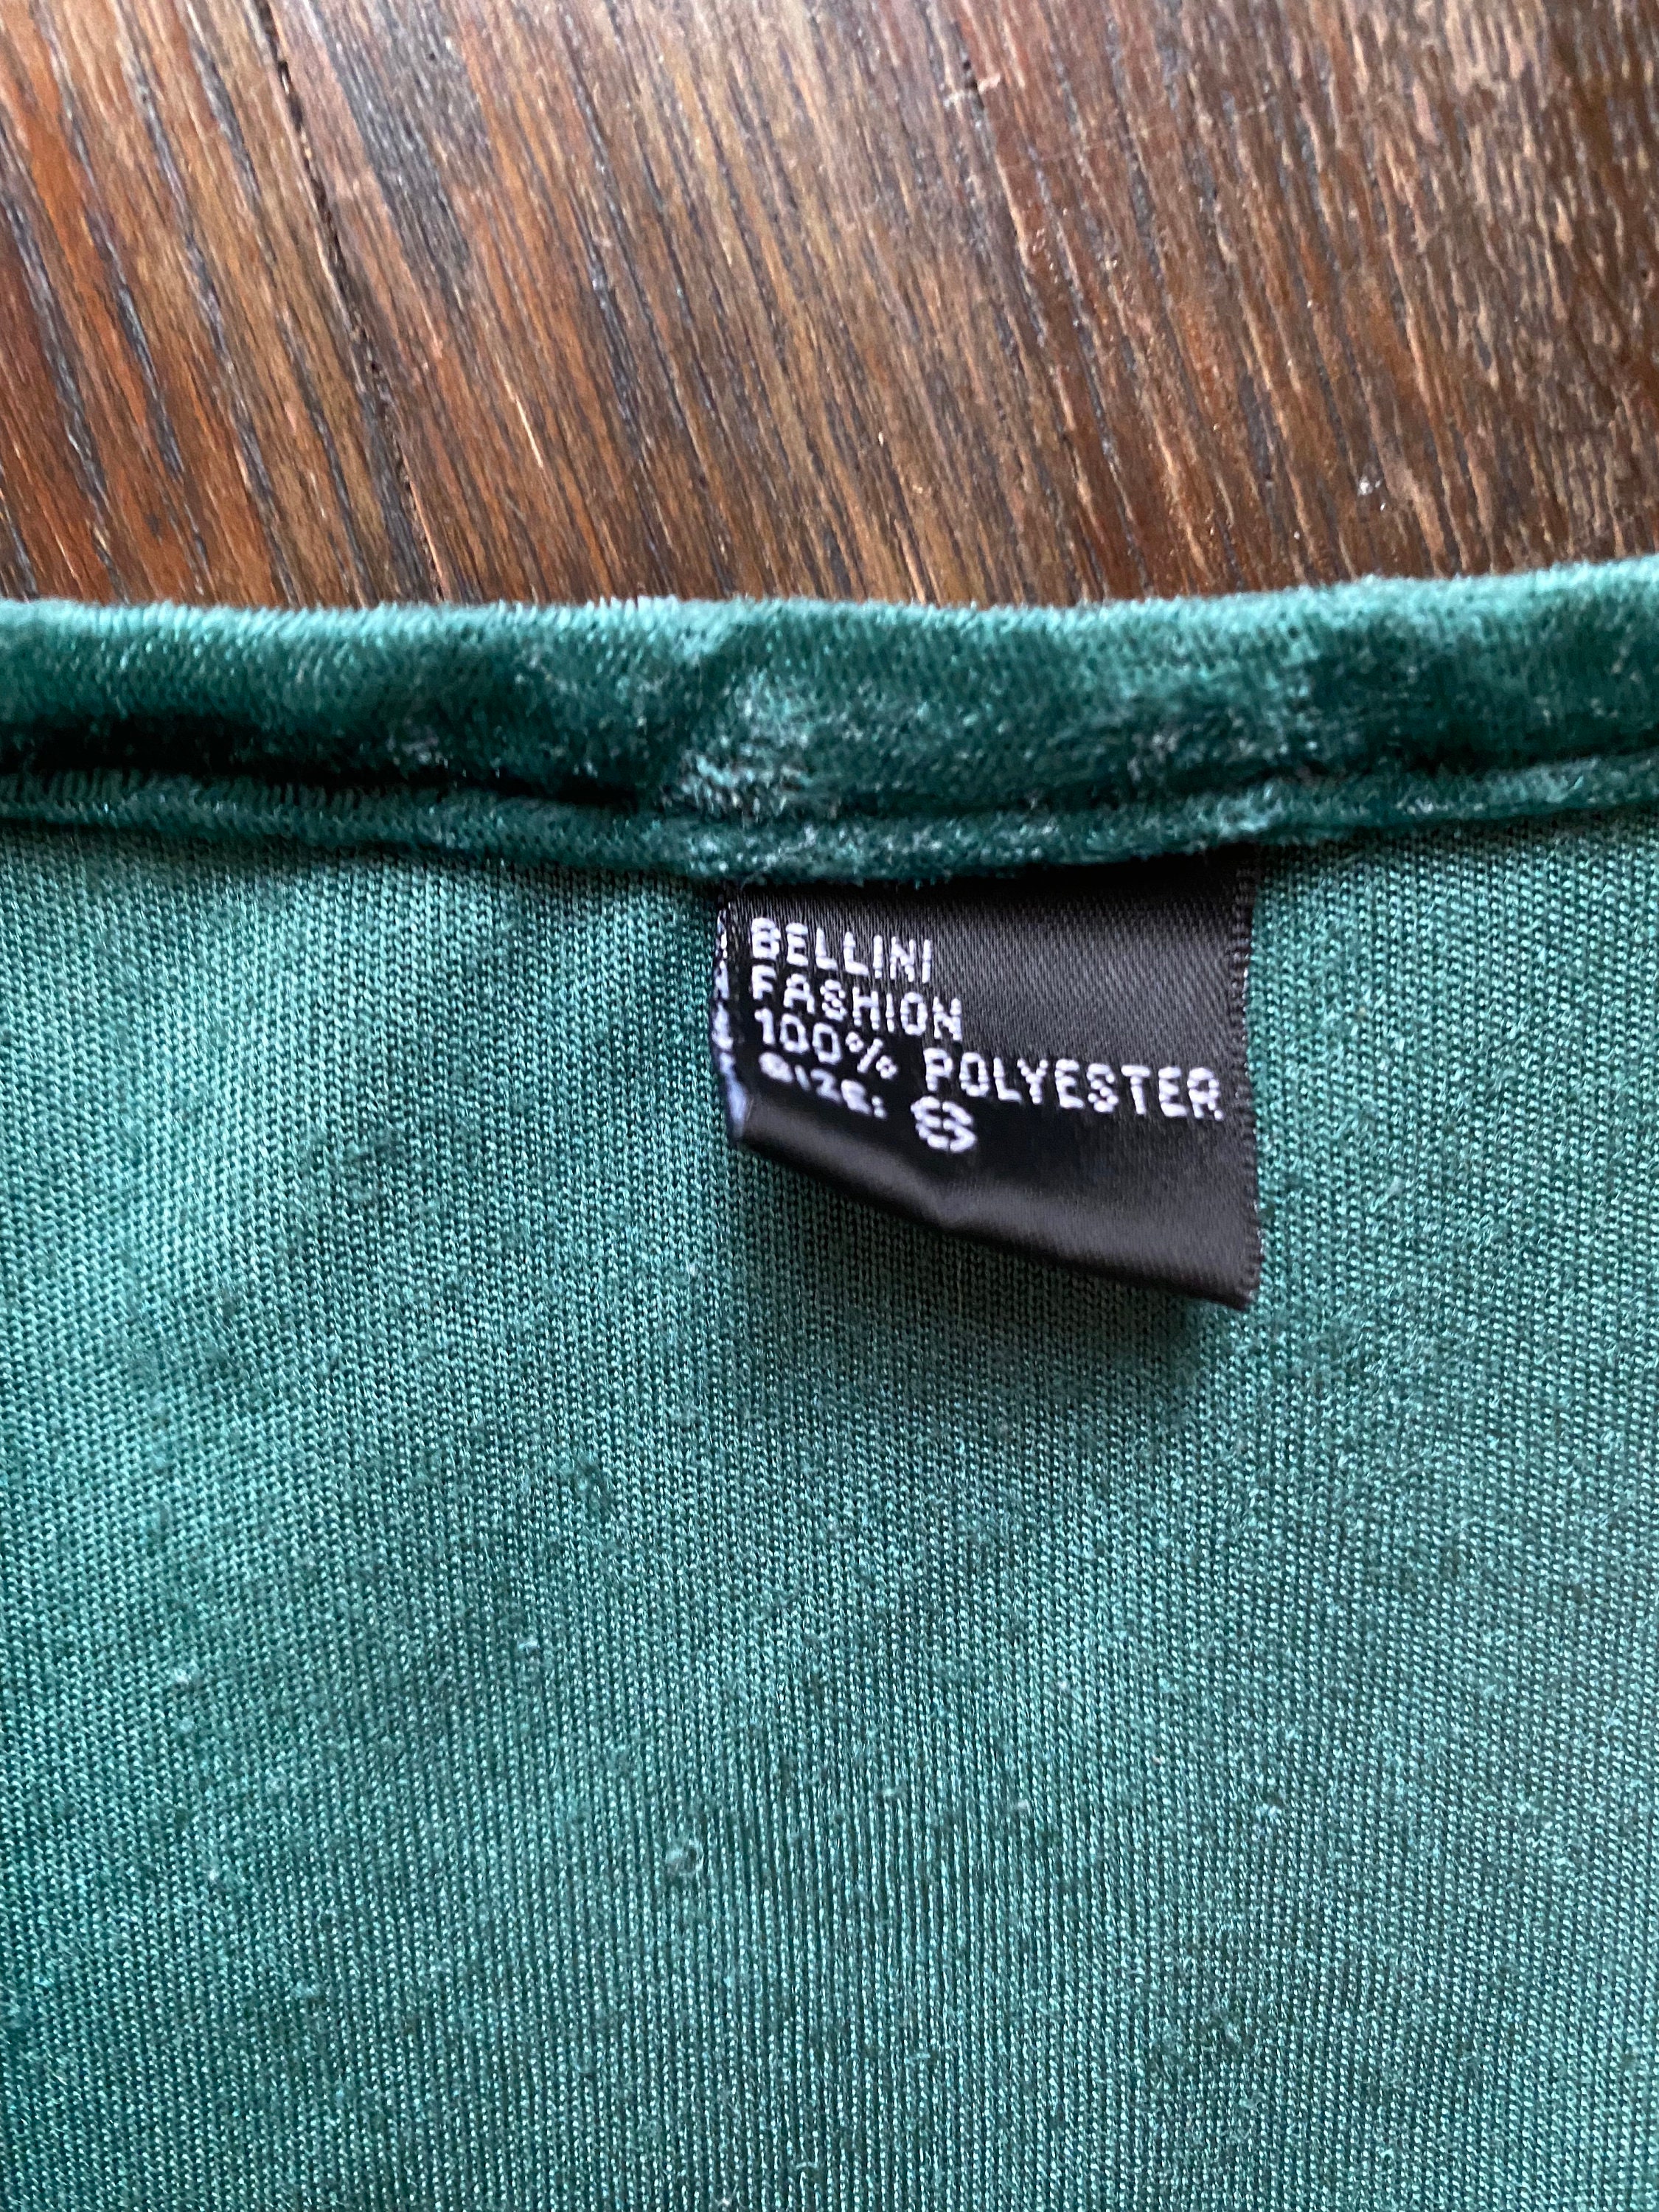 BELLINI
FASHION
100% POLYESTER
SIZE: S